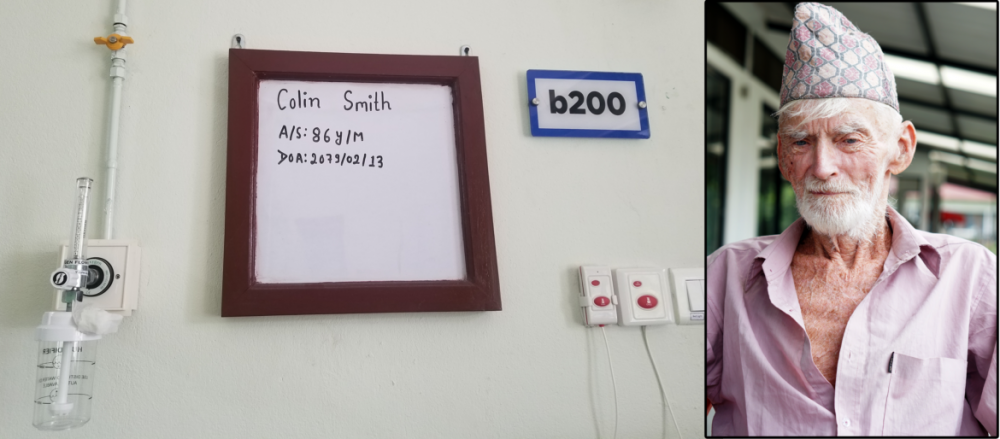 Colin Smith
A/S: 86 y/M
DOA: 2079/02/13
b200